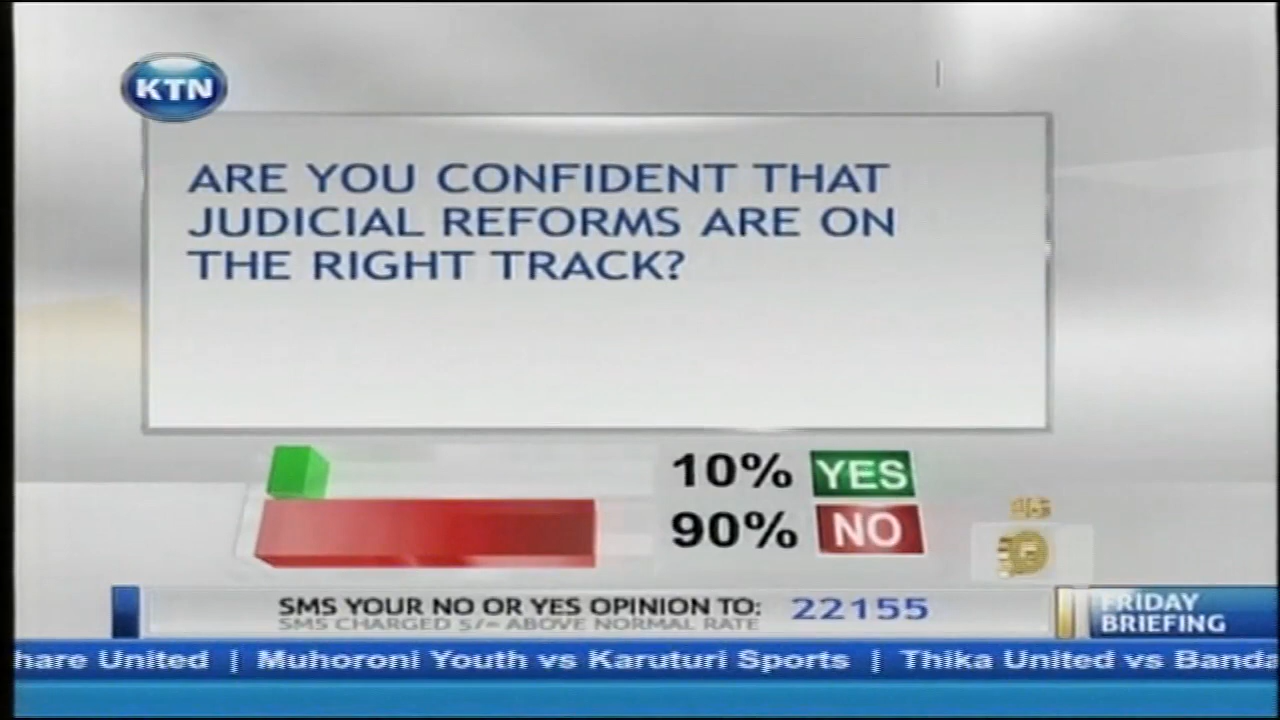 KTN
ARE YOU CONFIDENT THAT
JUDICIAL REFORMS ARE ON
THE RIGHT TRACK?
10% YES
90% NO
SMS YOUR NO OR YES OPINION TO: 22155
SMS CHARGED 5/= ABOVE NORMAL RATE
FRIDAY
BRIEFING
hare United | Muhoroni Youth vs Karuturi Sports | Thika United vs Banda